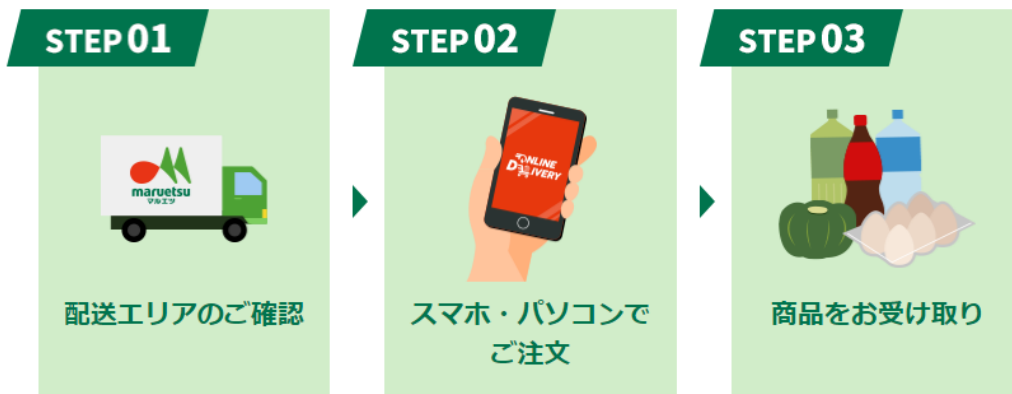 STEP 01
maruetsu
マルエツ
配送エリアのご確認
STEP 02
ONLINE
DELIVERY
スマホ・パソコンで
ご注文
STEP 03
商品をお受け取り